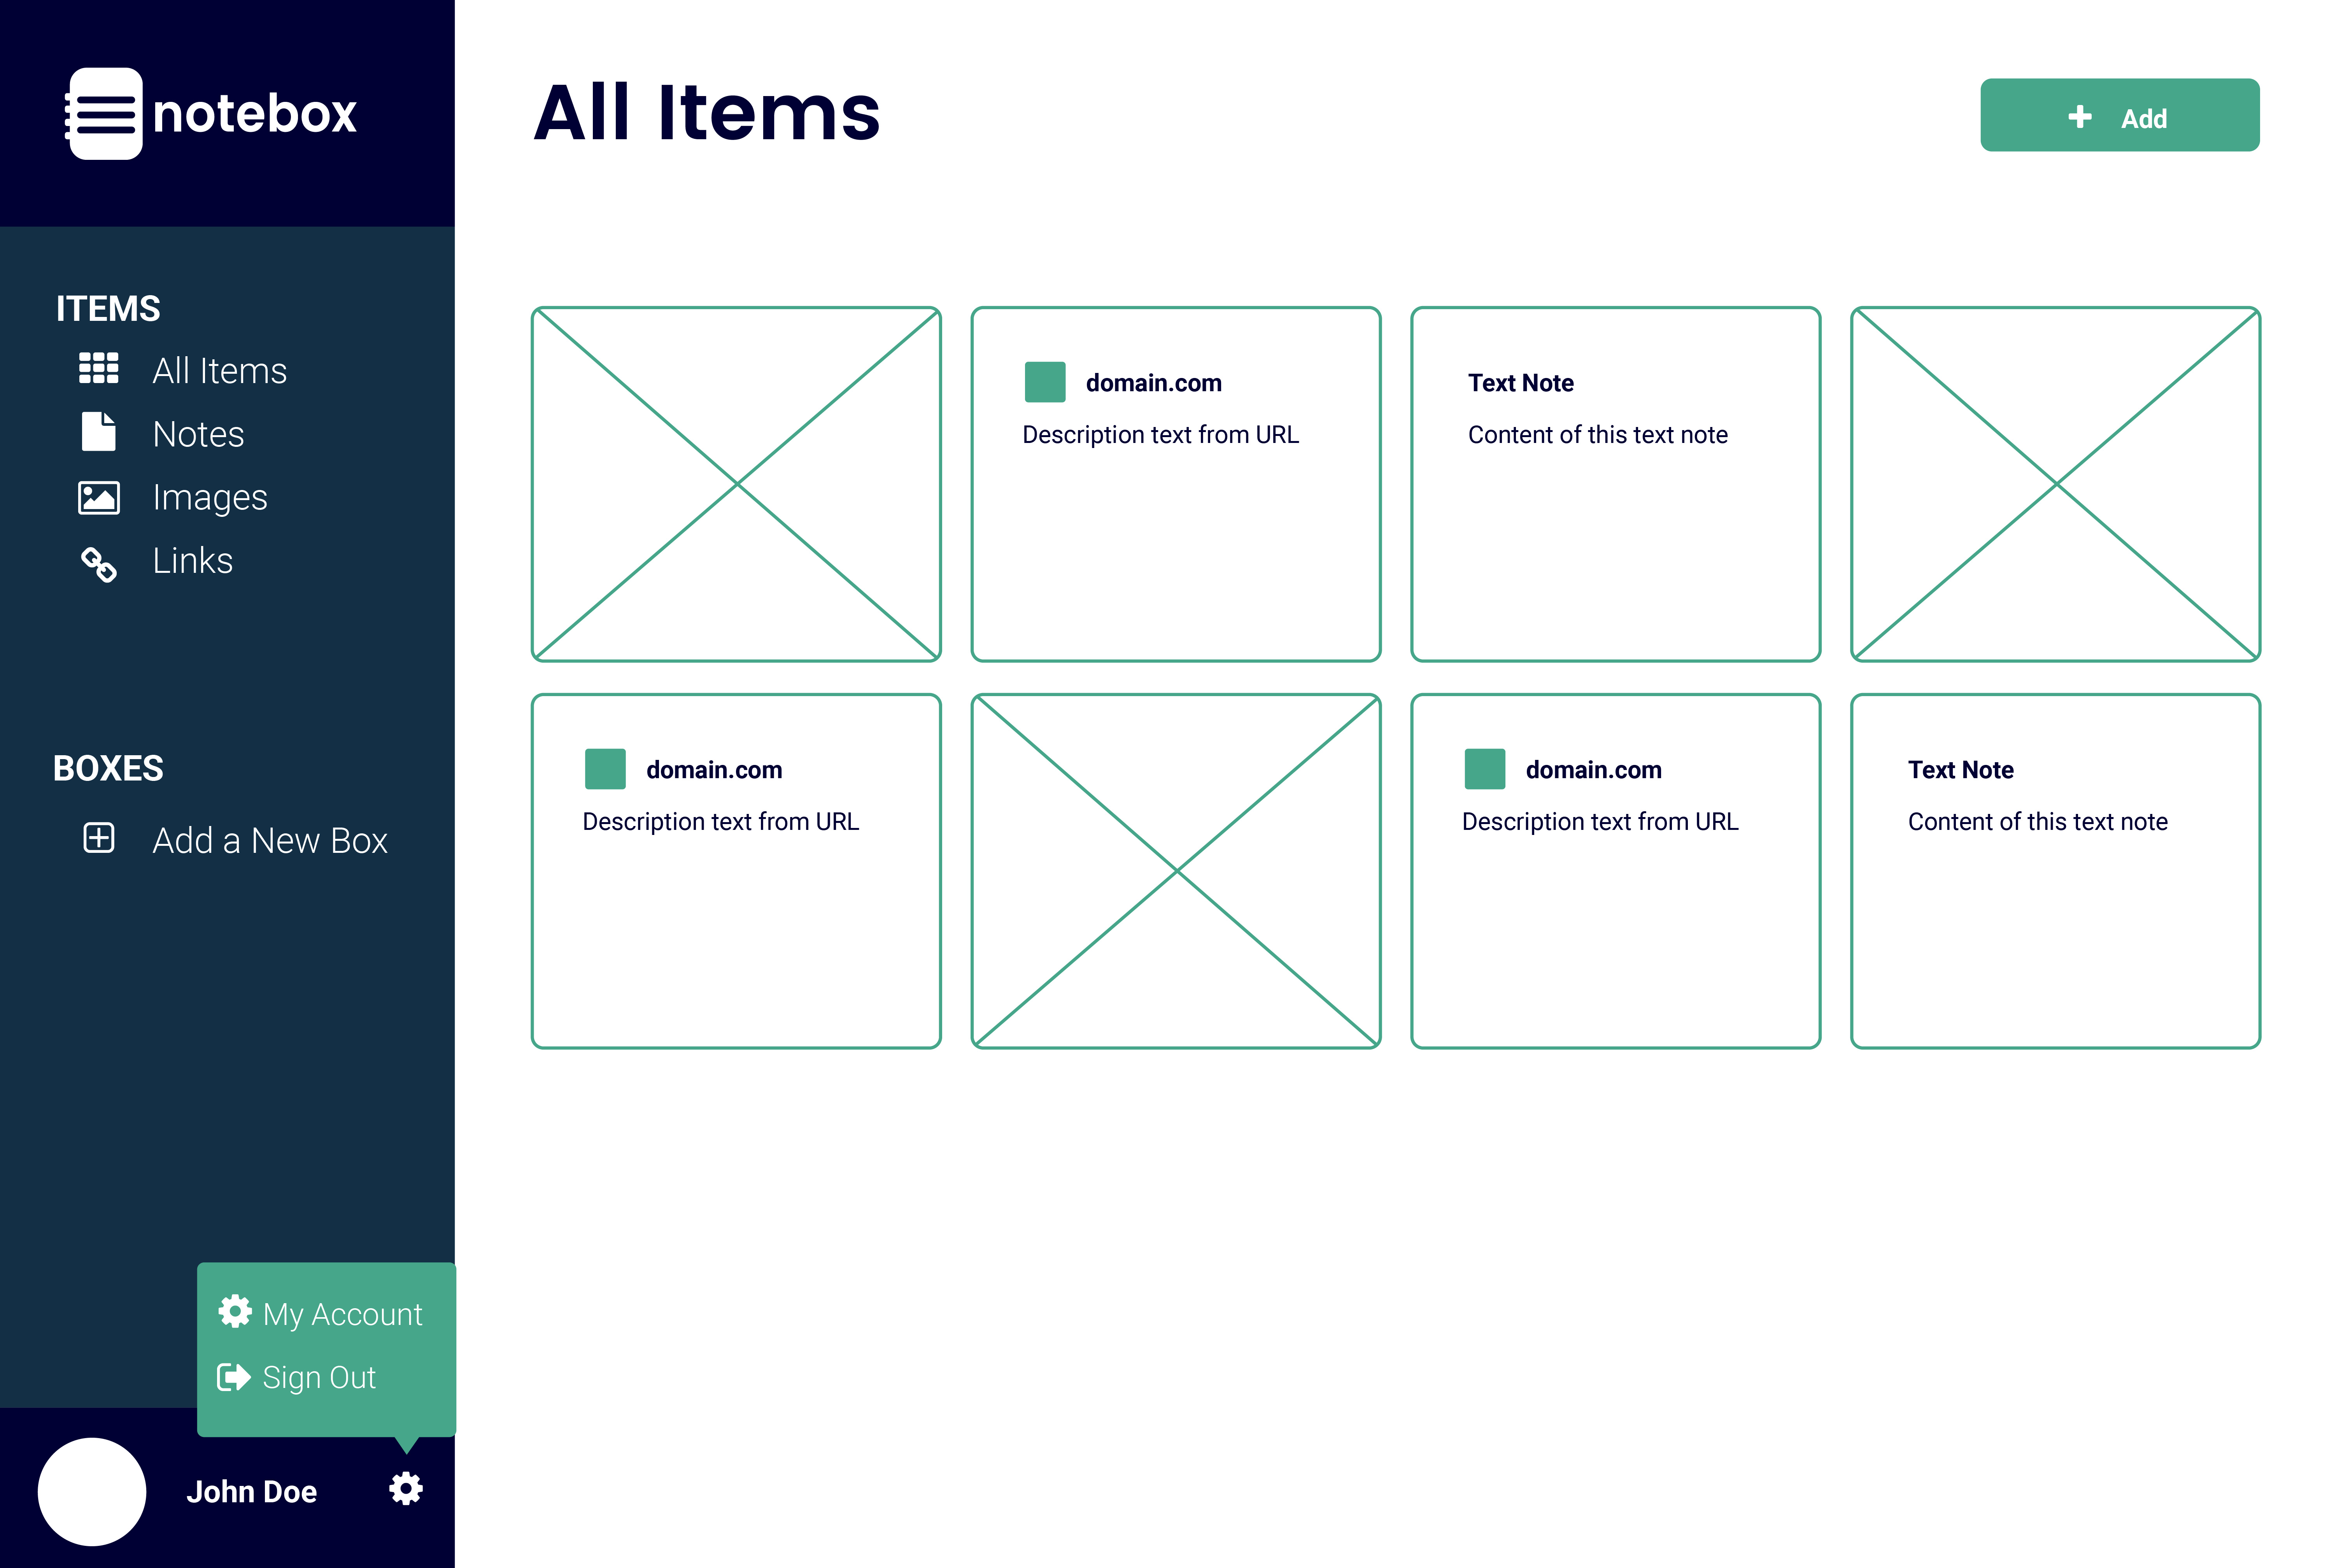 notebox
ITEMS
All Items
Notes
Images
Links
BOXES
Add a New Box
My Account
Sign Out
John Doe
All Items
Add
domain.com
Description text from URL
Text Note
Content of this text note
domain.com
Description text from URL
domain.com
Description text from URL
Text Note
Content of this text note